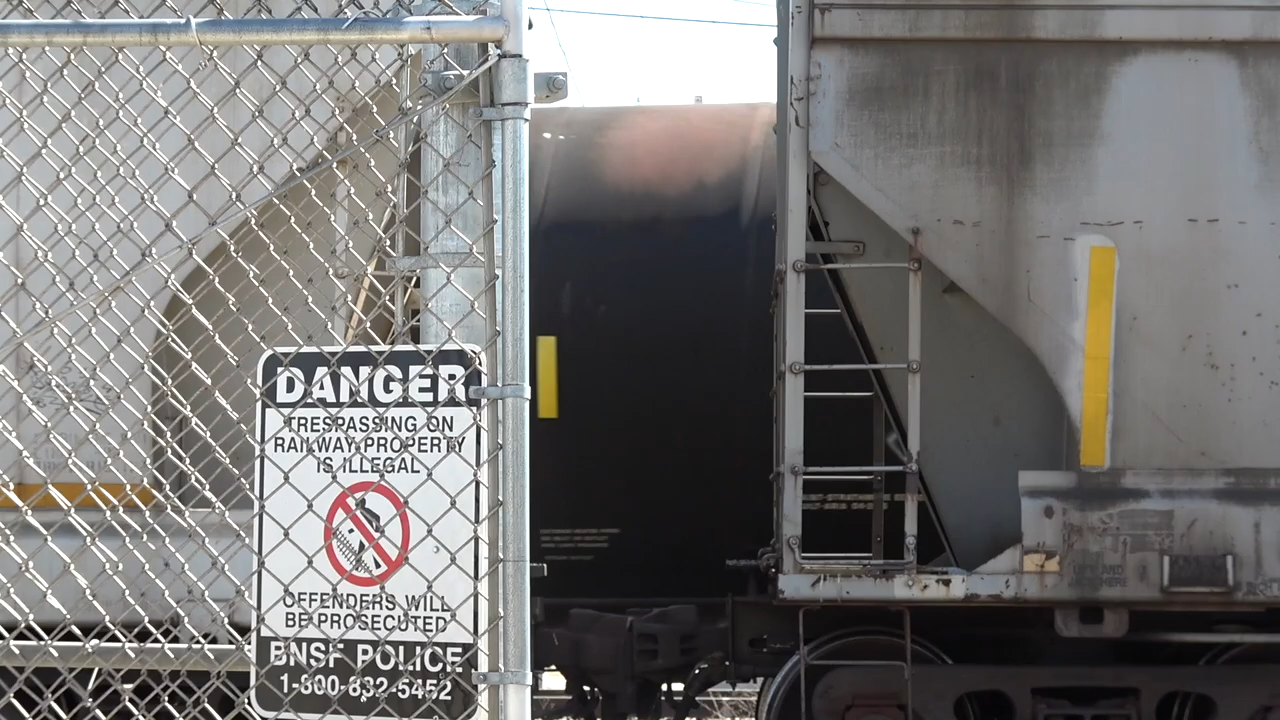 DANGER
TRESPASSING ON
RAILWAY PROPERTY
IS ILLEGAL
OFFENDERS WILL
BE PROSECUTED
BNSF POLICE
1-800-832-5452